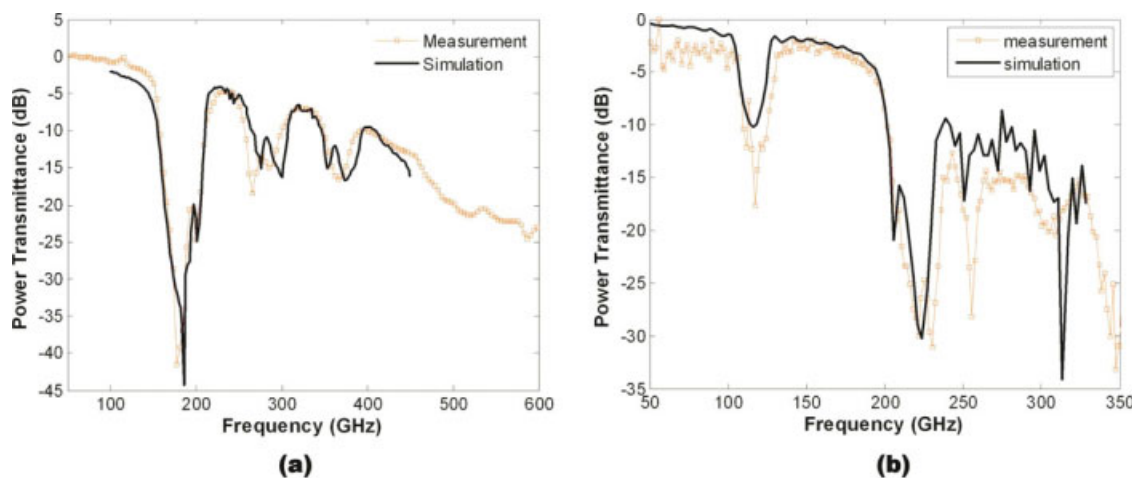 5
0
-5
-10
-15
-20
-25
-30
-35
-40
-45
Power Transmittance (dB)
Measurement
Simulation
100 200 300 400 500 600
Frequency (GHz)
(a)
0
-5
-10
-15
-20
-25
-30
-35
Power Transmittance (dB)
measurement
simulation
50 100 150 200 250 300 350
Frequency (GHz)
(b)